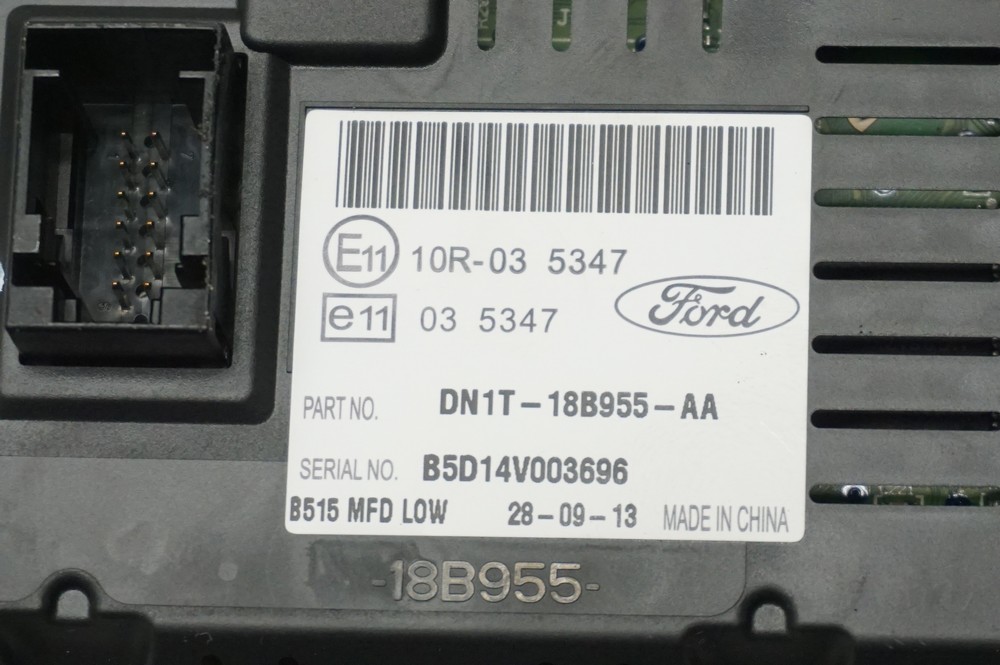 E11 10R-03 5347
e11 03 5347
Ford
PART NO. DN1T-18B955-AA
SERIAL NO. B5D14V003696
B515 MFD LOW 28-09-13 MADE IN CHINA
-18B955-